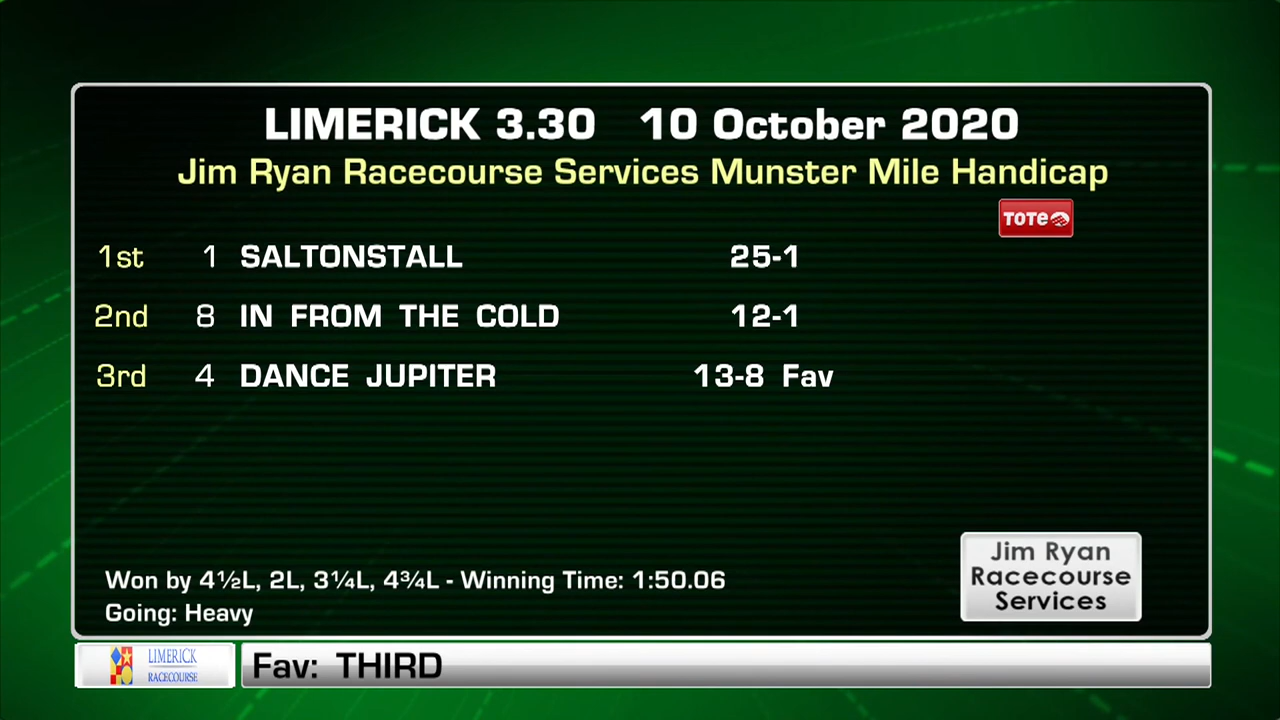 LIMERICK 3.30 10 October 2020
Jim Ryan Racecourse Services Munster Mile Handicap
TOTE
1st 1 SALTONSTALL 25-1
2nd 8 IN FROM THE COLD 12-1
3rd 4 DANCE JUPITER 13-8 Fav
Won by 4½L, 2L, 3¼L, 4¾L - Winning Time: 1:50.06
Going: Heavy
Jim Ryan
Racecourse
Services
LIMERICK
RACECOURSE
Fav: THIRD